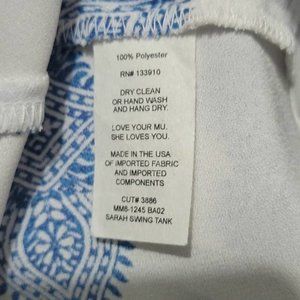 100% Polyester
RN# 133910
DRY CLEAN
OR HAND WASH
AND HANG DRY.
LOVE YOUR MU.
SHE LOVES YOU.
MADE IN THE USA
OF IMPORTED FABRIC
AND IMPORTED
COMPONENTS
CUT# 3886
MM8-1245 BA02
SARAH SWING TANK